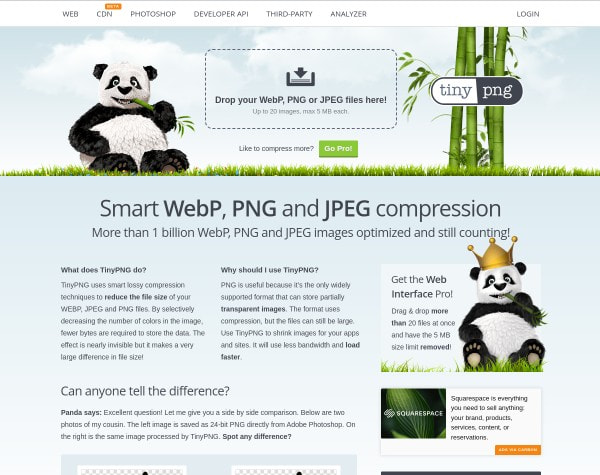 WEB CDN BETA PHOTOSHOP DEVELOPER API THIRD-PARTY ANALYZER LOGIN
Drop your WebP, PNG or JPEG files here!
Up to 20 images, max 5 MB each.
tiny png
Like to compress more? Go Pro!
Smart WebP, PNG and JPEG compression
More than 1 billion WebP, PNG and JPEG images optimized and still counting!
What does TinyPNG do?
TinyPNG uses smart lossy compression
techniques to reduce the file size of your
WEBP, JPEG and PNG files. By selectively
decreasing the number of colors in the image,
fewer bytes are required to store the data. The
effect is nearly invisible but it makes a very
large difference in file size!
Why should I use TinyPNG?
PNG is useful because it's the only widely
supported format that can store partially
transparent images. The format uses
compression, but the files can still be large.
Use TinyPNG to shrink images for your apps
and sites. It will use less bandwidth and load
faster.
Get the Web
Interface Pro!
Drag & drop more
than 20 files at once
and have the 5 MB
size limit removed!
Can anyone tell the difference?
Panda says: Excellent question! Let me give you a side by side comparison. Below are two
photos of my cousin. The left image is saved as 24-bit PNG directly from Adobe Photoshop. On
the right is the same image processed by TinyPNG. Spot any difference?
SQUARESPACE
Squarespace is everything
you need to sell anything:
your brand, products,
services, content, or
reservations.
ADS VIA CARBON